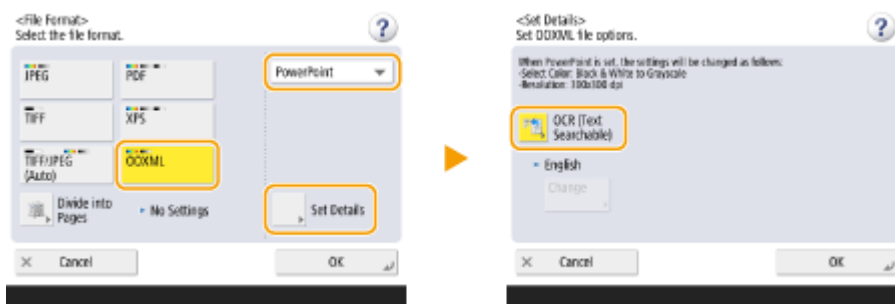 <File Format>
Select the file format.
JPEG
PDF
PowerPoint
TIFF
XPS
TIFF/JPEG
(Auto)
OOXML
Divide into
Pages
No Settings
Set Details
Cancel
OK
<Set Details>
Set OOXML file options.
When PowerPoint is set, the settings will be changed as follows:
-Select Color: Black & White to Grayscale
-Resolution: 300x300 dpi
OCR (Text
Searchable)
English
Change
Cancel
OK